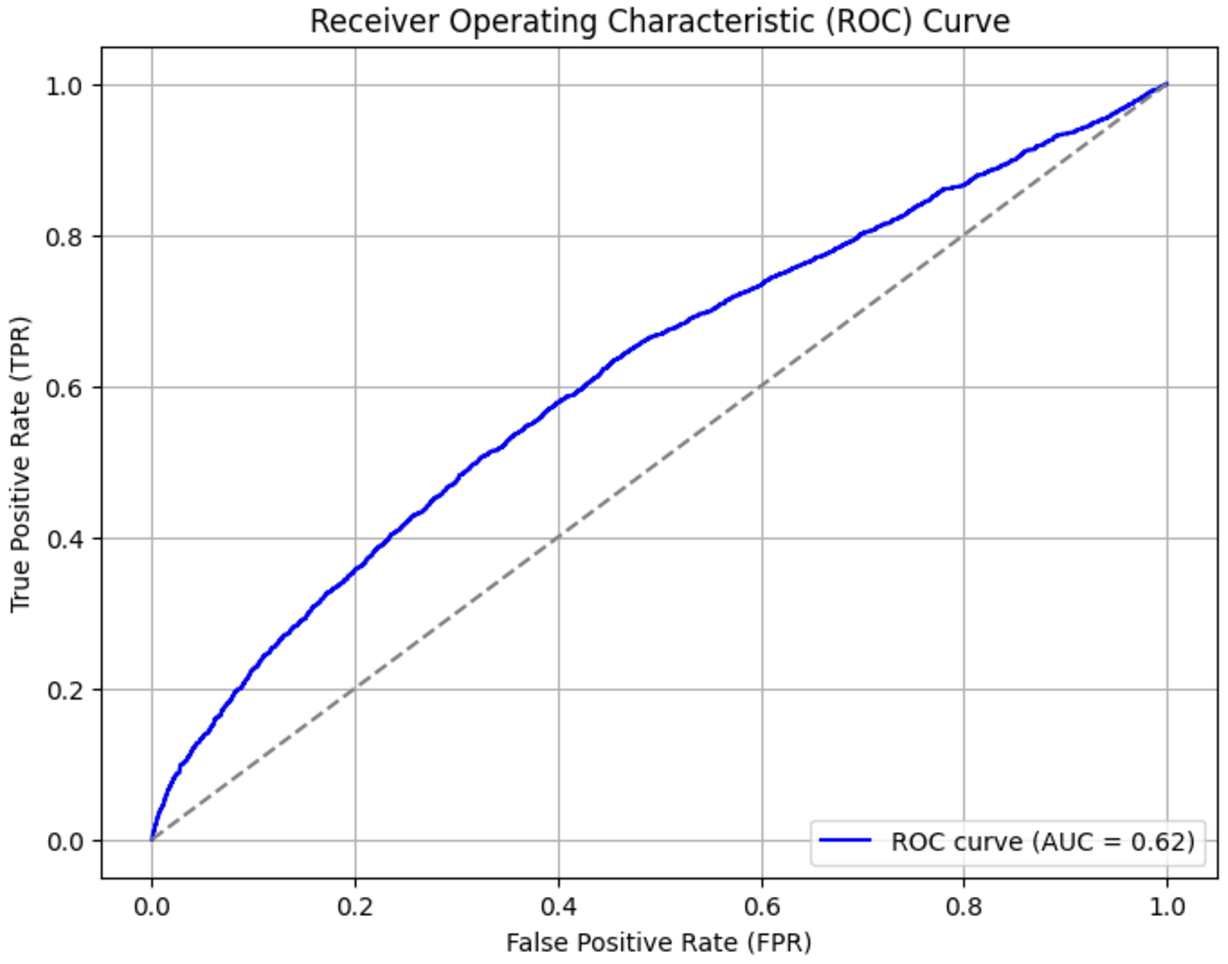 Receiver Operating Characteristic (ROC) Curve
1.0
0.8
0.6
0.4
0.2
0.0
True Positive Rate (TPR)
ROC curve (AUC = 0.62)
0.0 0.2 0.4 0.6 0.8 1.0
False Positive Rate (FPR)